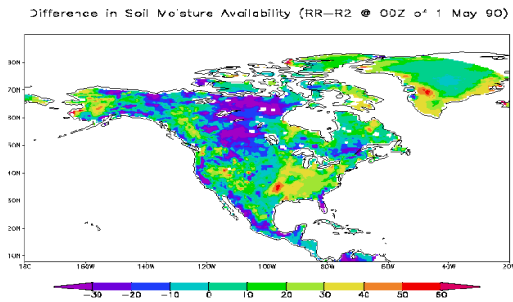 Difference in Soil Moisture Availability (RR-R2 @ 00Z of 1 May 90)
80N
70N
60N
50N
40N
30N
20N
10N
180 160W 140W 120W 100W 80W 60W 40W 20W
-30 -20 -10 0 10 20 30 40 50 60